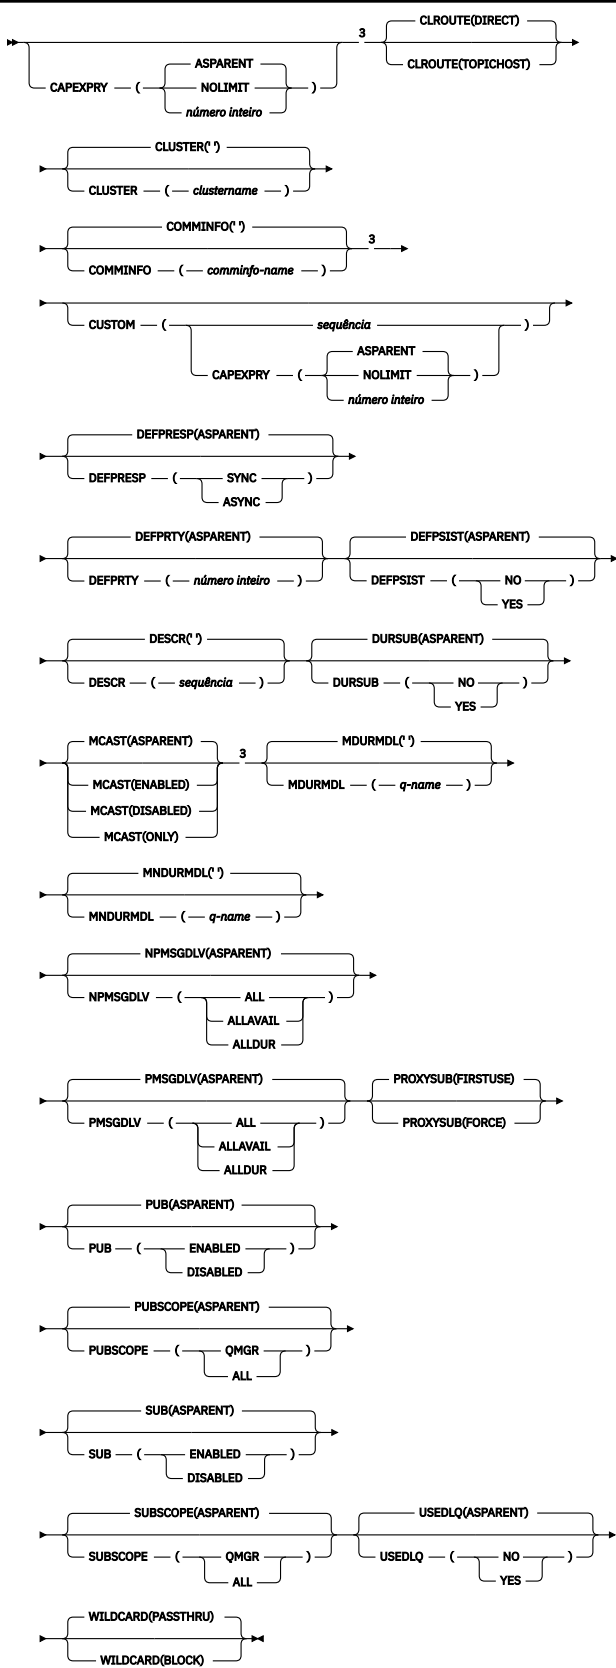 CAPEXPRY ( ASPARENT NOLIMIT número inteiro ) 3 CLROUTE(DIRECT) CLROUTE(TOPICHOST)
CLUSTER(' ')
CLUSTER ( clustername )
COMMINFO(' ')
COMMINFO ( comminfo-name ) 3
CUSTOM ( sequência )
CAPEXPRY ( ASPARENT NOLIMIT número inteiro )
DEFPRESP(ASPARENT)
DEFPRESP ( SYNC )
ASYNC
DEFPRTY(ASPARENT) DEFPSIST(ASPARENT)
DEFPRTY ( número inteiro ) DEFPSIST ( NO )
YES
DESCR(' ') DURSUB(ASPARENT)
DESCR ( sequência ) DURSUB ( NO )
YES
MCAST(ASPARENT) 3 MDURMDL(' ')
MCAST(ENABLED) MDURMDL ( q-name )
MCAST(DISABLED)
MCAST(ONLY)
MNDURMDL(' ')
MNDURMDL ( q-name )
NPMSGDLV(ASPARENT)
NPMSGDLV ( ALL )
ALLAVAIL
ALLDUR
PMSGDLV(ASPARENT) PROXYSUB(FIRSTUSE)
PMSGDLV ( ALL ) PROXYSUB(FORCE)
ALLAVAIL
ALLDUR
PUB(ASPARENT)
PUB ( ENABLED )
DISABLED
PUBSCOPE(ASPARENT)
PUBSCOPE ( QMGR )
ALL
SUB(ASPARENT)
SUB ( ENABLED )
DISABLED
SUBSCOPE(ASPARENT) USEDLQ(ASPARENT)
SUBSCOPE ( QMGR ) USEDLQ ( NO )
ALL YES
WILDCARD(PASSTHRU)
WILDCARD(BLOCK)